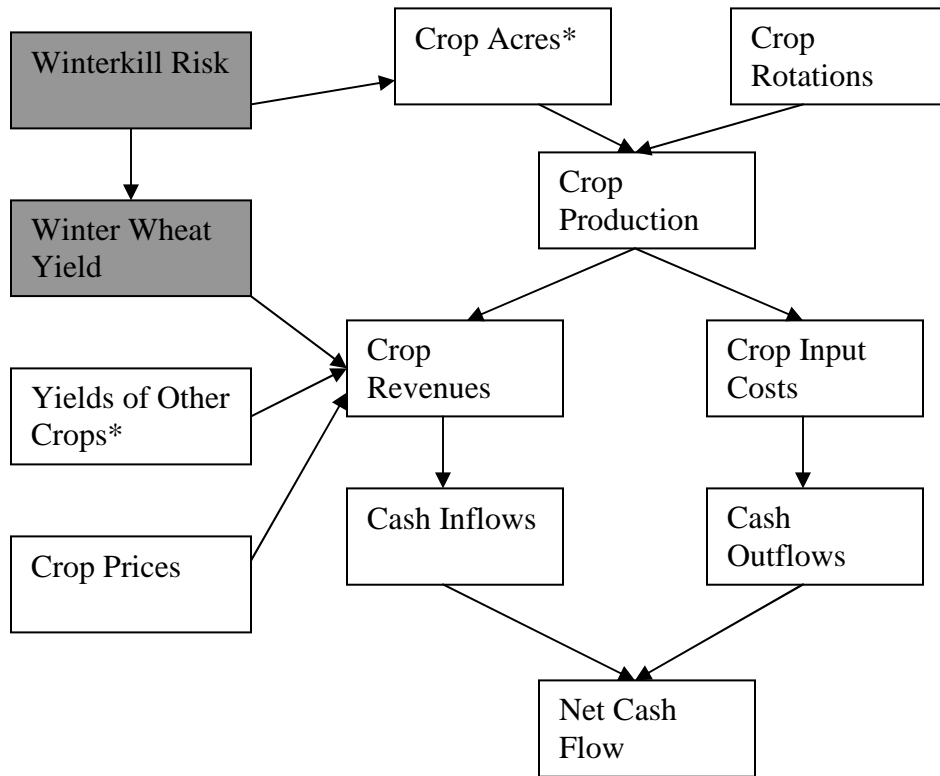 Winterkill Risk
Crop Acres*
Crop
Rotations
Crop
Production
Winter Wheat
Yield
Crop
Revenues
Crop Input
Costs
Yields of Other
Crops*
Cash Inflows
Cash
Outflows
Crop Prices
Net Cash
Flow